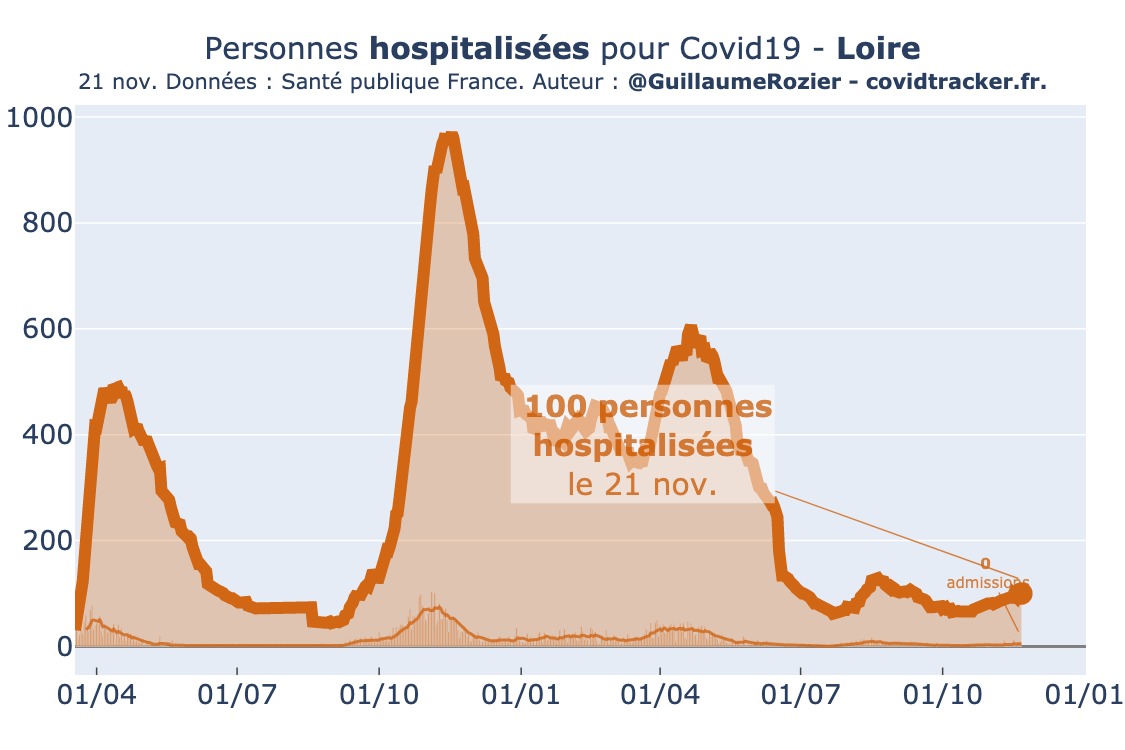 Personnes hospitalisées pour Covid19 - Loire
21 nov. Données : Santé publique France. Auteur : @GuillaumeRozier - covidtracker.fr.
1000
800
600
400
200
0
100 personnes
hospitalisées
le 21 nov.
0
admissions
01/04
01/07
01/10
01/01
01/04
01/07
01/10
01/01